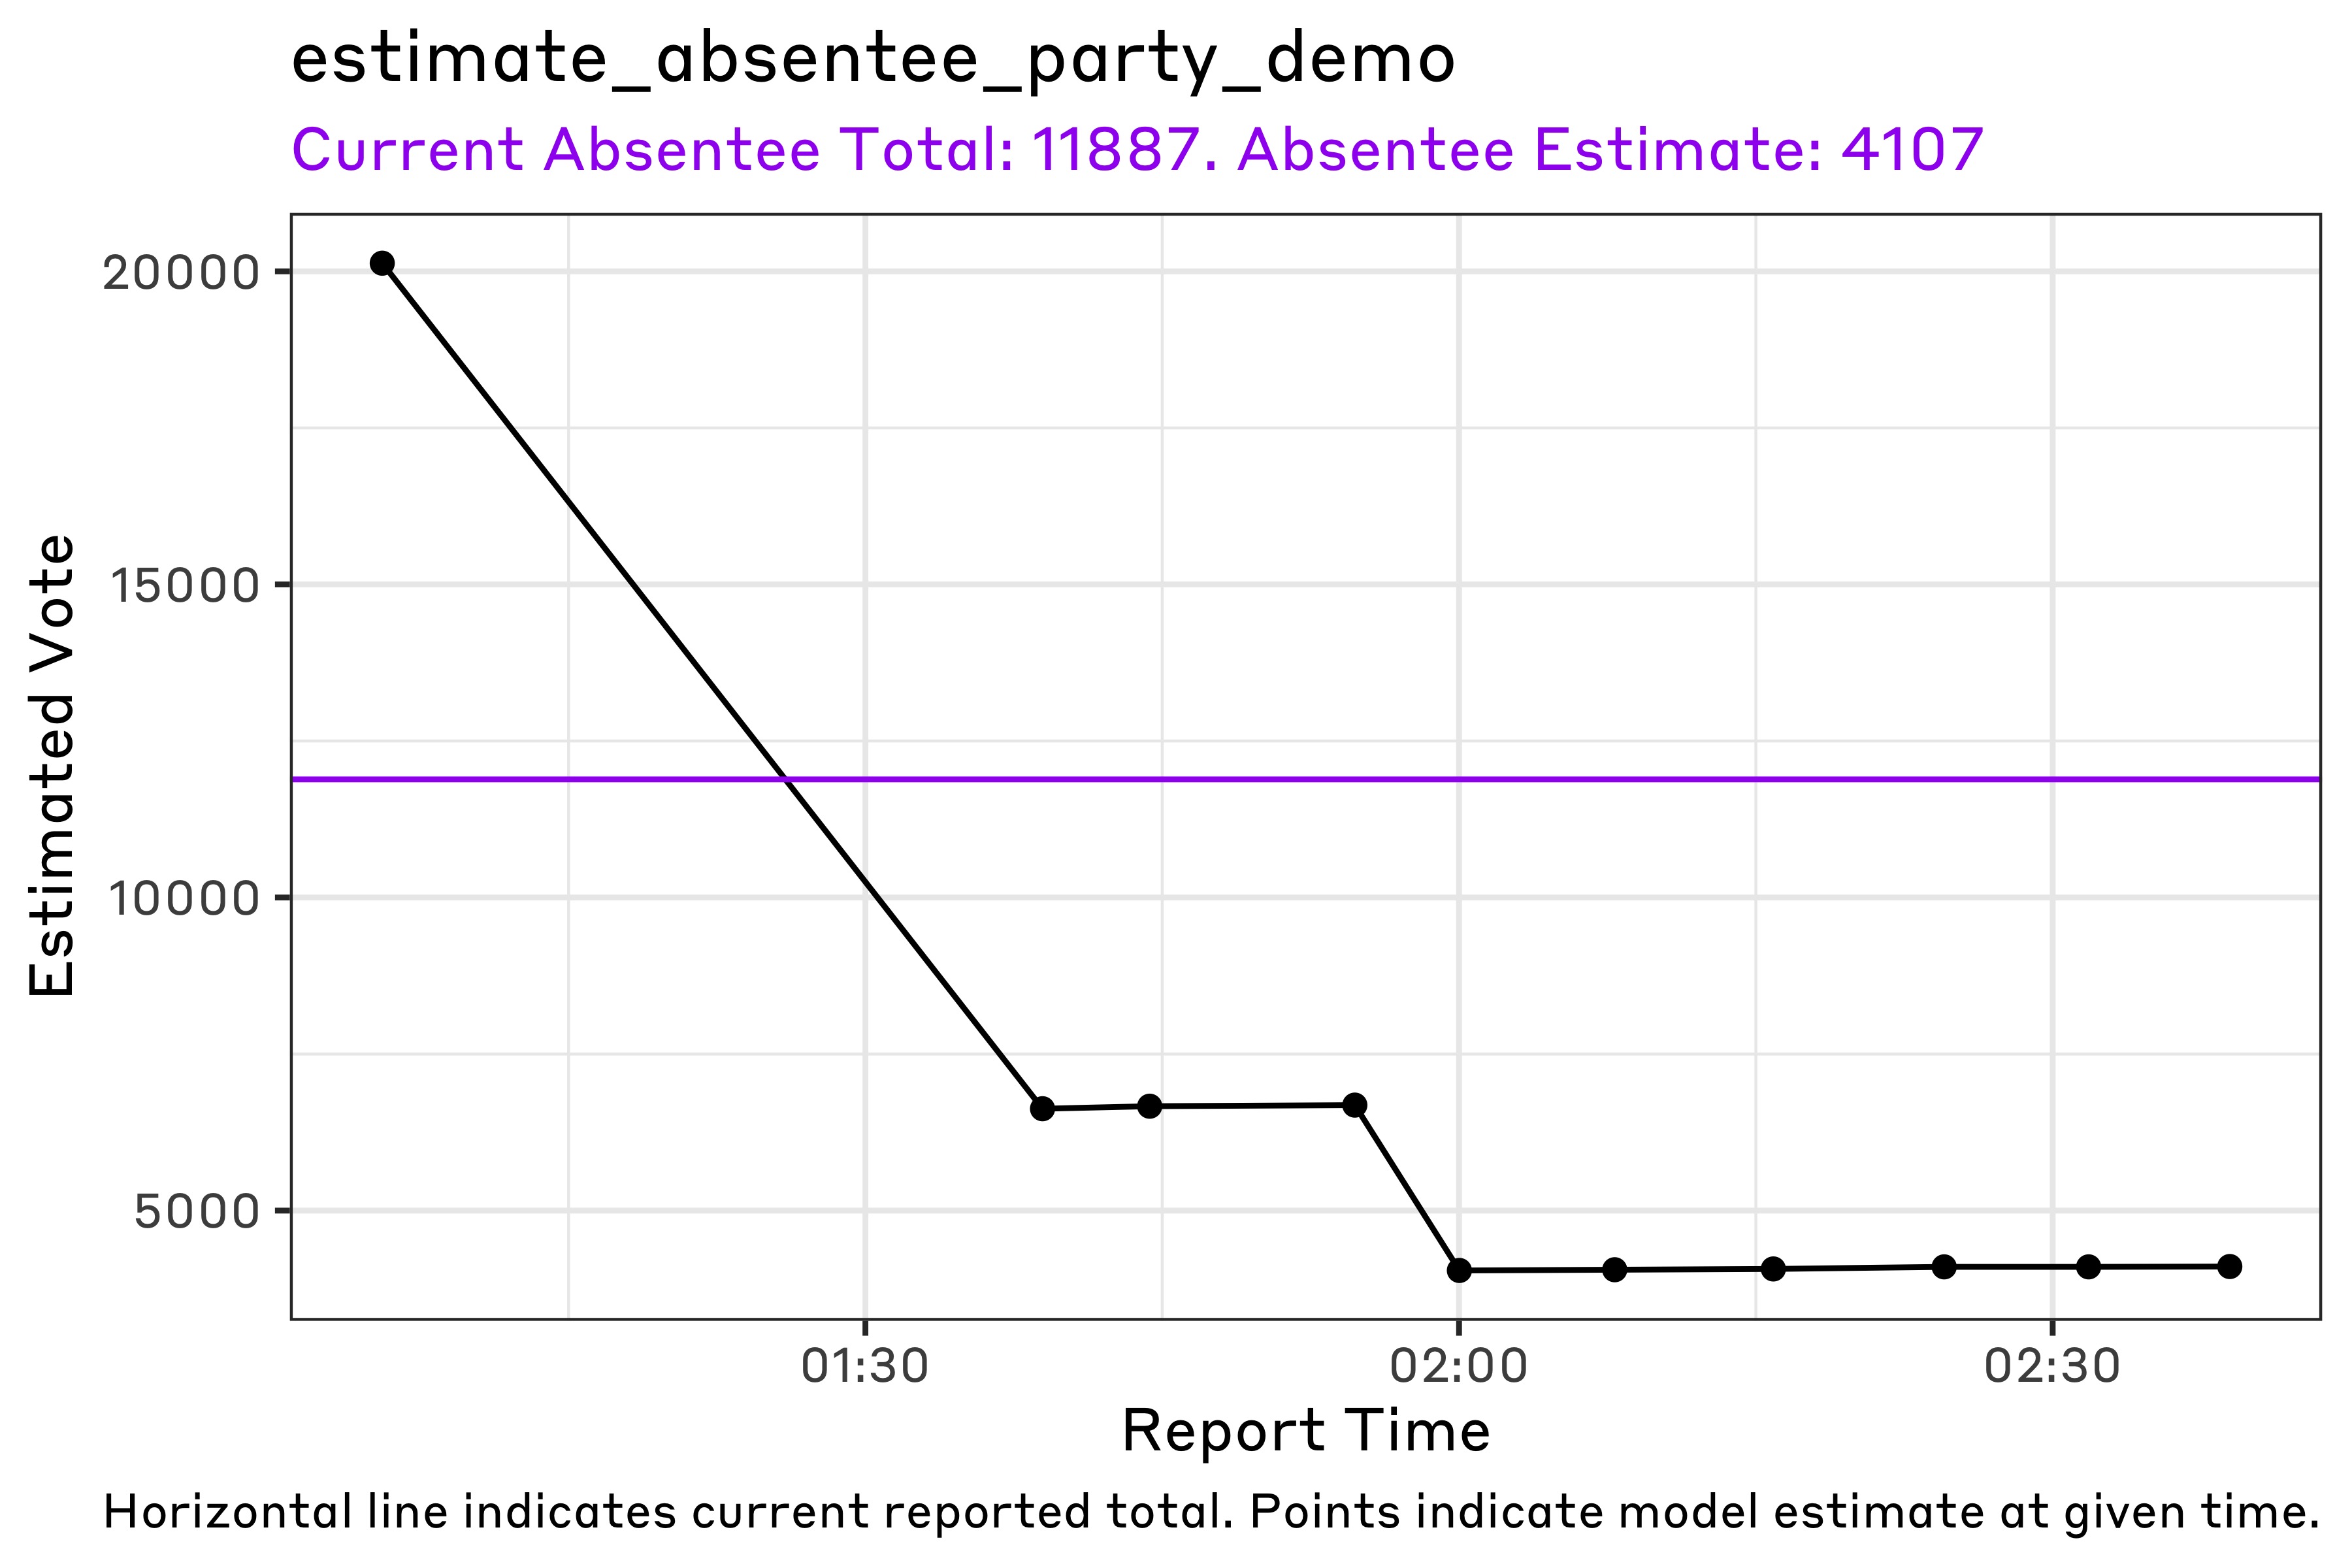 estimate_absentee_party_demo
Current Absentee Total: 11887. Absentee Estimate: 4107
Estimated Vote
20000
15000
10000
5000
01:30 02:00 02:30
Report Time
Horizontal line indicates current reported total. Points indicate model estimate at given time.